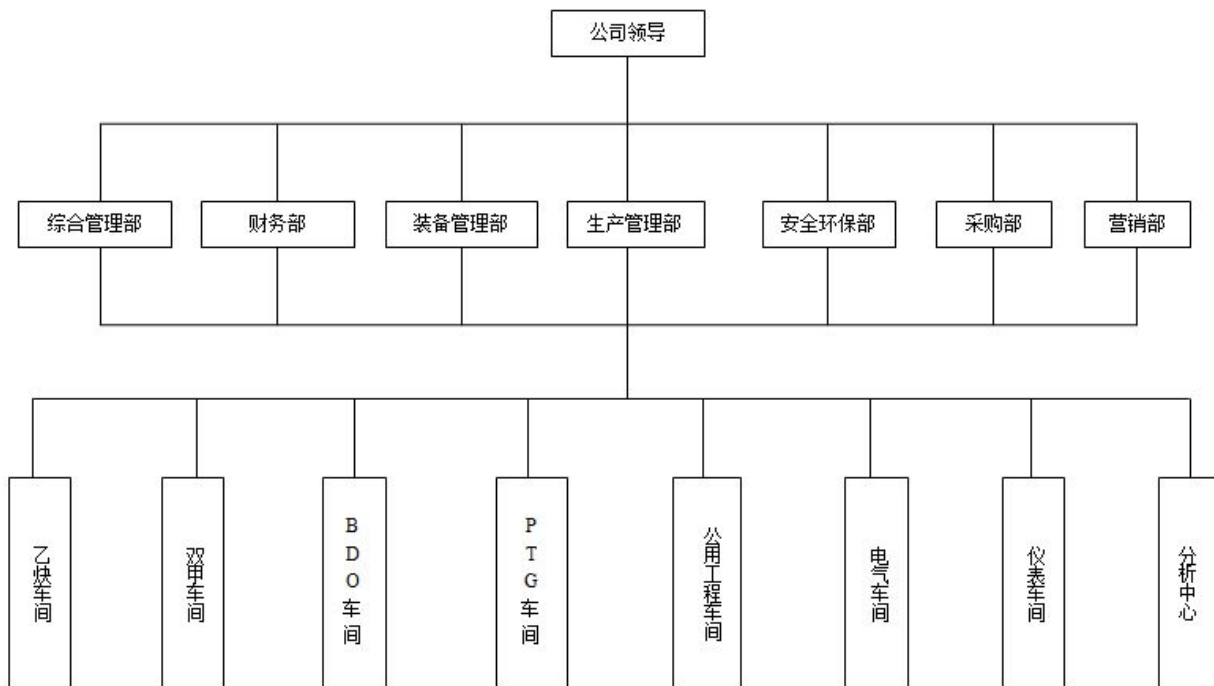 公司领导
综合管理部
财务部
装备管理部
生产管理部
安全环保部
采购部
营销部
乙炔车间
双甲车间
BDO车间
PTG车间
公用工程车间
电气车间
仪表车间
分析中心